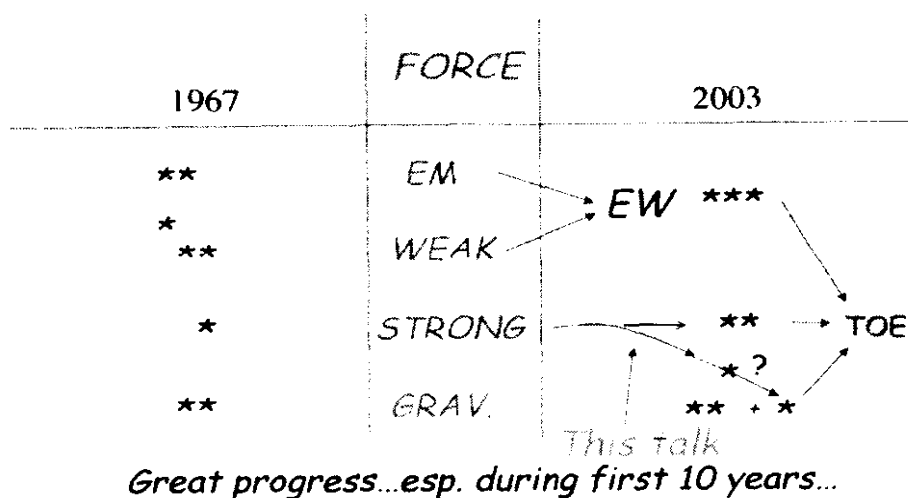 FORCE
1967 2003
** EM
EW ***
*
** WEAK
* STRONG ** TOE
* ?
** GRAV. ** + *
This talk
Great progress...esp. during first 10 years...